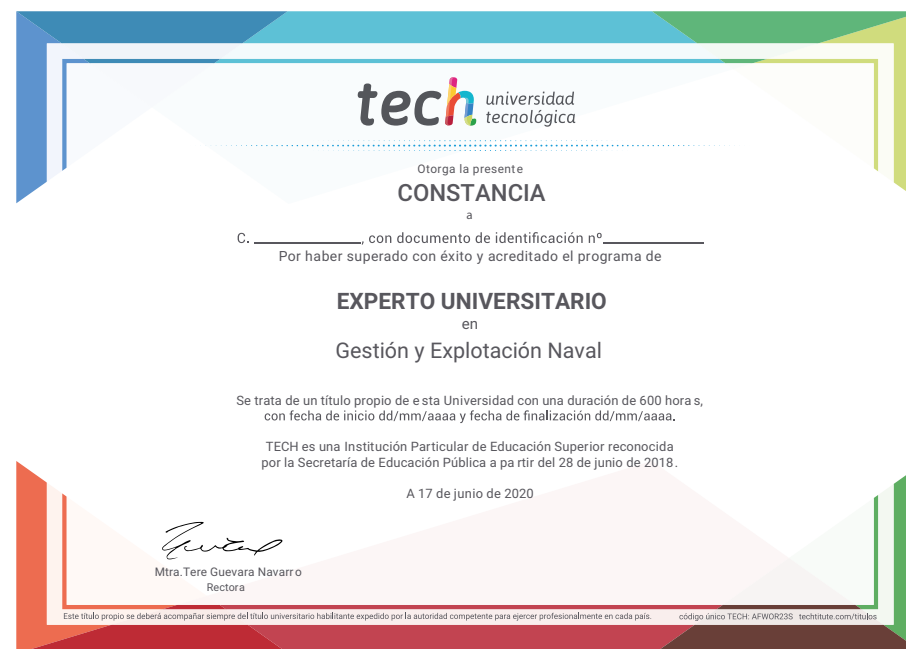 tech universidad
tecnológica
Otorga la presente
CONSTANCIA
a
C. ____________, con documento de identificación nº____________
Por haber superado con éxito y acreditado el programa de
EXPERTO UNIVERSITARIO
en
Gestión y Explotación Naval
Se trata de un título propio de esta Universidad con una duración de 600 horas,
con fecha de inicio dd/mm/aaaa y fecha de finalización dd/mm/aaaa.
TECH es una Institución Particular de Educación Superior reconocida
por la Secretaría de Educación Pública a partir del 28 de junio de 2018.
A 17 de junio de 2020
Mtra.Tere Guevara Navarro
Rectora
Este título propio se deberá acompañar siempre del título universitario habilitante expedido por la autoridad competente para ejercer profesionalmente en cada país. código único TECH: AFWOR23S techtitute.com/titulos